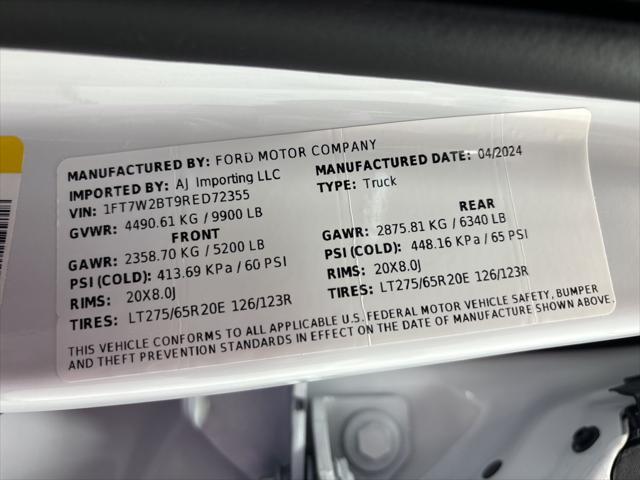 MANUFACTURED BY: FORD MOTOR COMPANY
IMPORTED BY: AJ Importing LLC MANUFACTURED DATE: 04/2024
VIN: 1FT7W2BT9RED72355 TYPE: Truck
GVWR: 4490.61 KG / 9900 LB
FRONT REAR
GAWR: 2358.70 KG / 5200 LB GAWR: 2875.81 KG / 6340 LB
PSI (COLD): 413.69 KPa / 60 PSI PSI (COLD): 448.16 KPa / 65 PSI
RIMS: 20X8.0J RIMS: 20X8.0J
TIRES: LT275/65R20E 126/123R TIRES: LT275/65R20E 126/123R
THIS VEHICLE CONFORMS TO ALL APPLICABLE U.S. FEDERAL MOTOR VEHICLE SAFETY, BUMPER
AND THEFT PREVENTION STANDARDS IN EFFECT ON THE DATE OF MANUFACTURE SHOWN ABOVE.